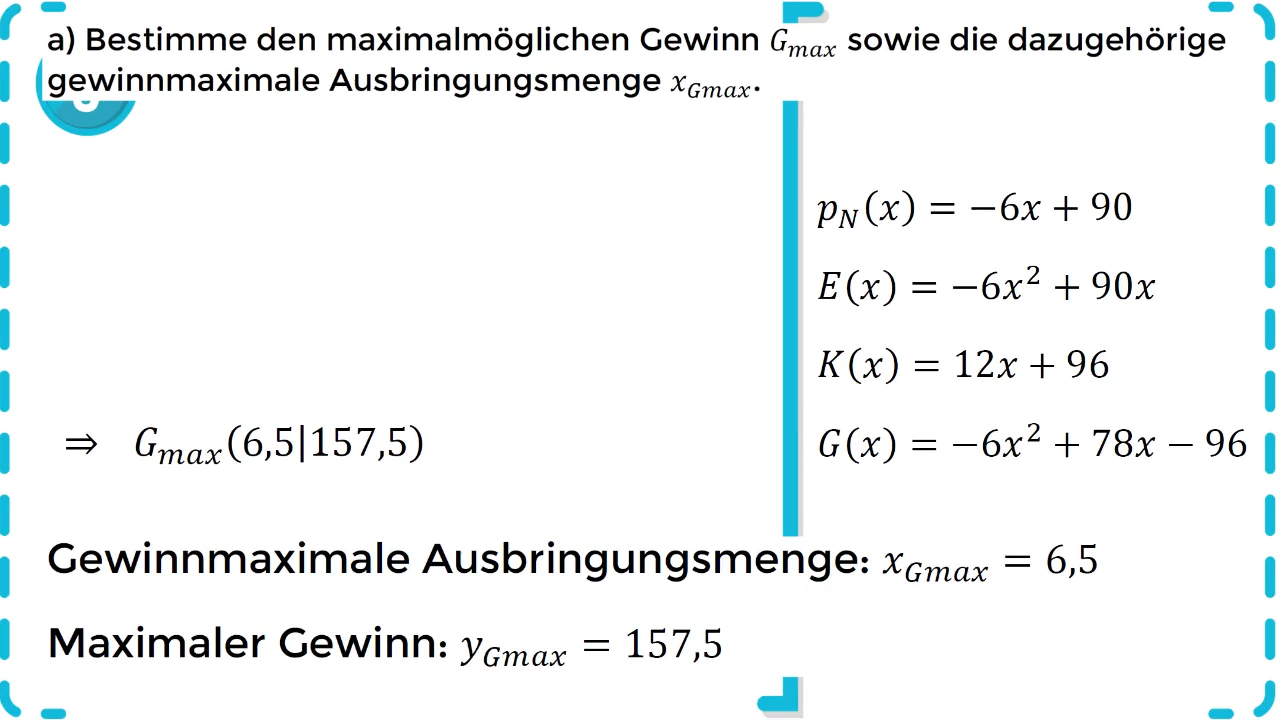 a) Bestimme den maximalmöglichen Gewinn G_max sowie die dazugehörige
gewinnmaximale Ausbringungsmenge x_Gmax.
p_N(x) = −6x + 90
E(x) = −6x² + 90x
K(x) = 12x + 96
⇒ G_max(6,5|157,5)
G(x) = −6x² + 78x − 96
Gewinnmaximale Ausbringungsmenge: x_Gmax = 6,5
Maximaler Gewinn: y_Gmax = 157,5